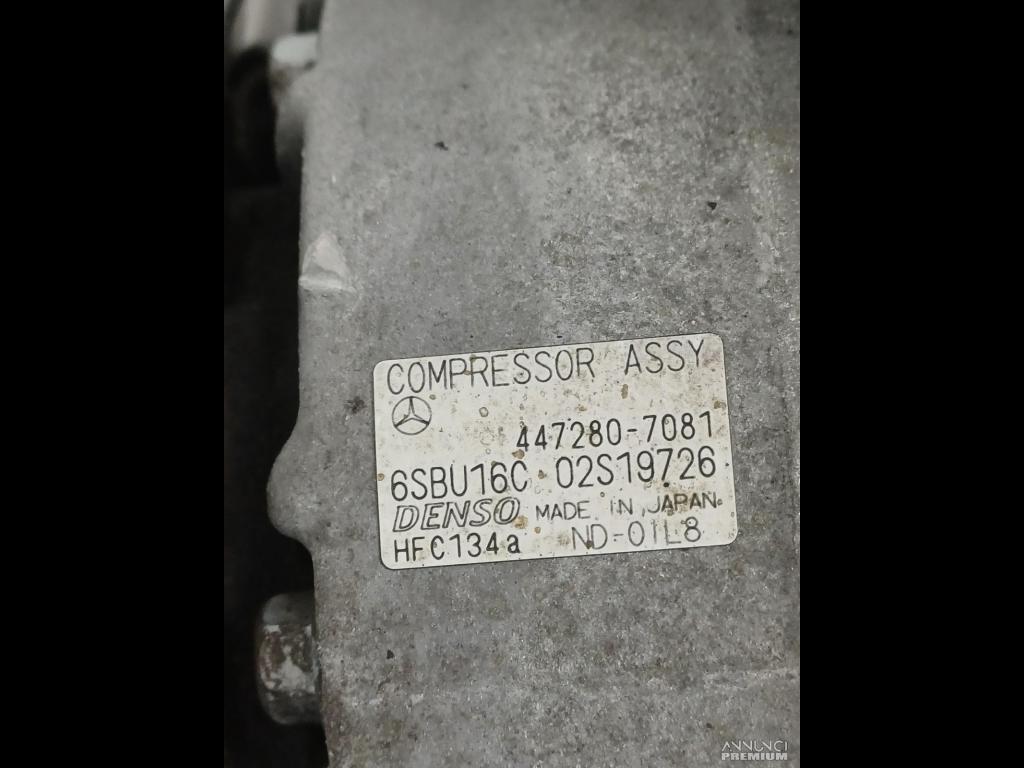 COMPRESSOR ASSY
447280-7081
6SBU16C 02S19726
DENSO MADE IN JAPAN
HFC134a ND-OIL8
ANNUNCI
PREMIUM